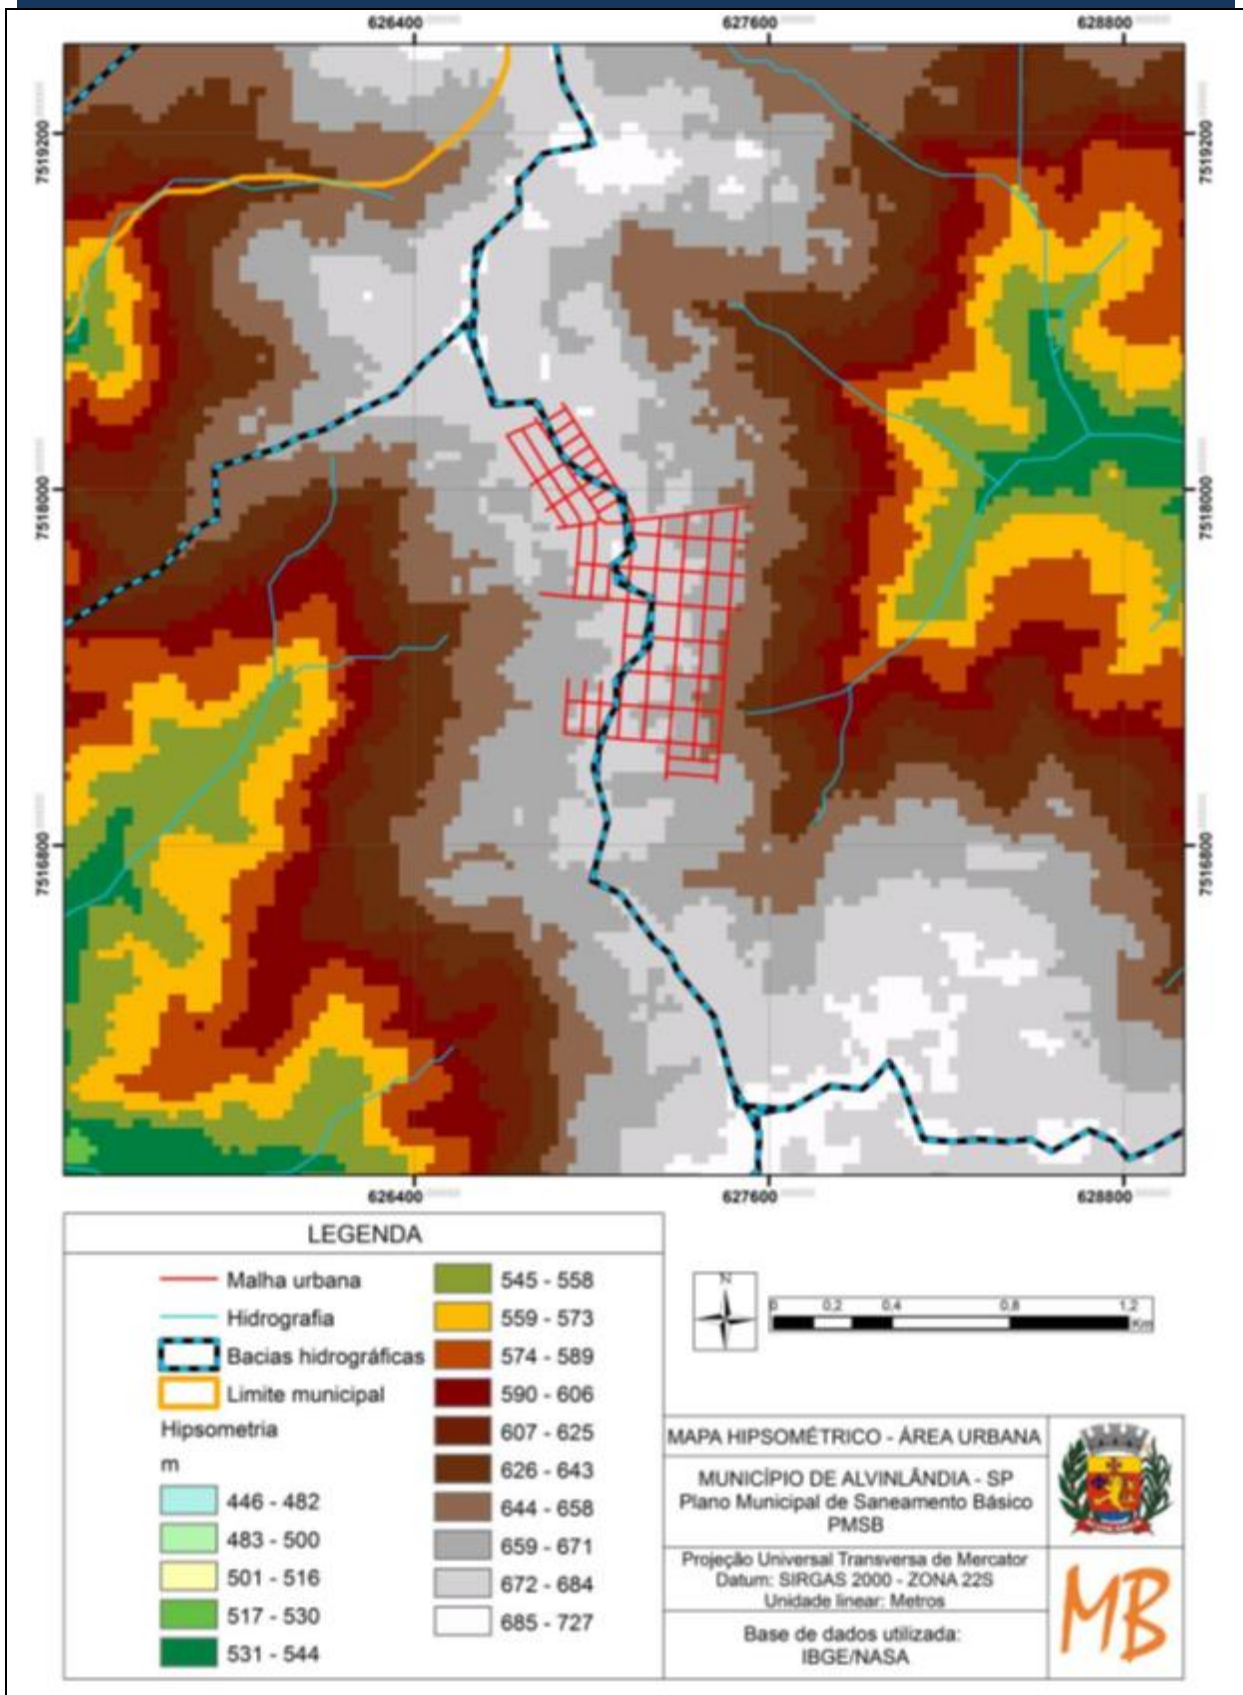 626400
627600
628800
7519200
7519200
7518000
7518000
7516800
7516800
626400
627600
628800
LEGENDA
Malha urbana
Hidrografia
Bacias hidrográficas
Limite municipal
Hipsometria
m
446 - 482
483 - 500
501 - 516
517 - 530
531 - 544
545 - 558
559 - 573
574 - 589
590 - 606
607 - 625
626 - 643
644 - 658
659 - 671
672 - 684
685 - 727
N
0 0,2 0,4 0,8 1,2
Km
MAPA HIPSOMÉTRICO - ÁREA URBANA
MUNICÍPIO DE ALVINLÂNDIA - SP
Plano Municipal de Saneamento Básico
PMSB
Projeção Universal Transversa de Mercator
Datum: SIRGAS 2000 - ZONA 22S
Unidade linear: Metros
Base de dados utilizada:
IBGE/NASA
MB